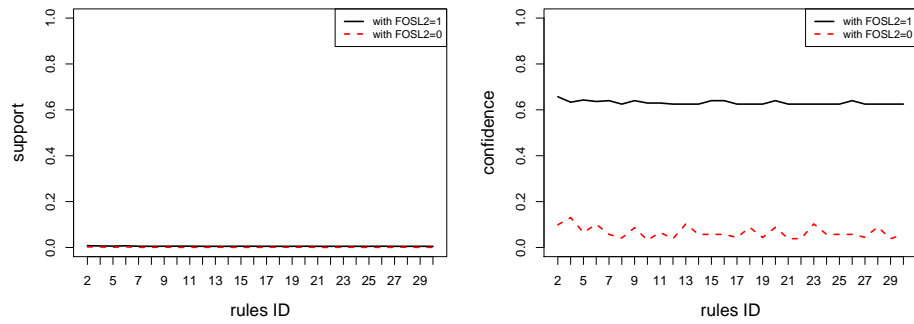 support
1.0
0.8
0.6
0.4
0.2
0.0
with FOSL2=1
with FOSL2=0
2 5 7 9 11 13 15 17 19 21 23 25 27 29
rules ID
confidence
1.0
0.8
0.6
0.4
0.2
0.0
with FOSL2=1
with FOSL2=0
2 5 7 9 11 13 15 17 19 21 23 25 27 29
rules ID